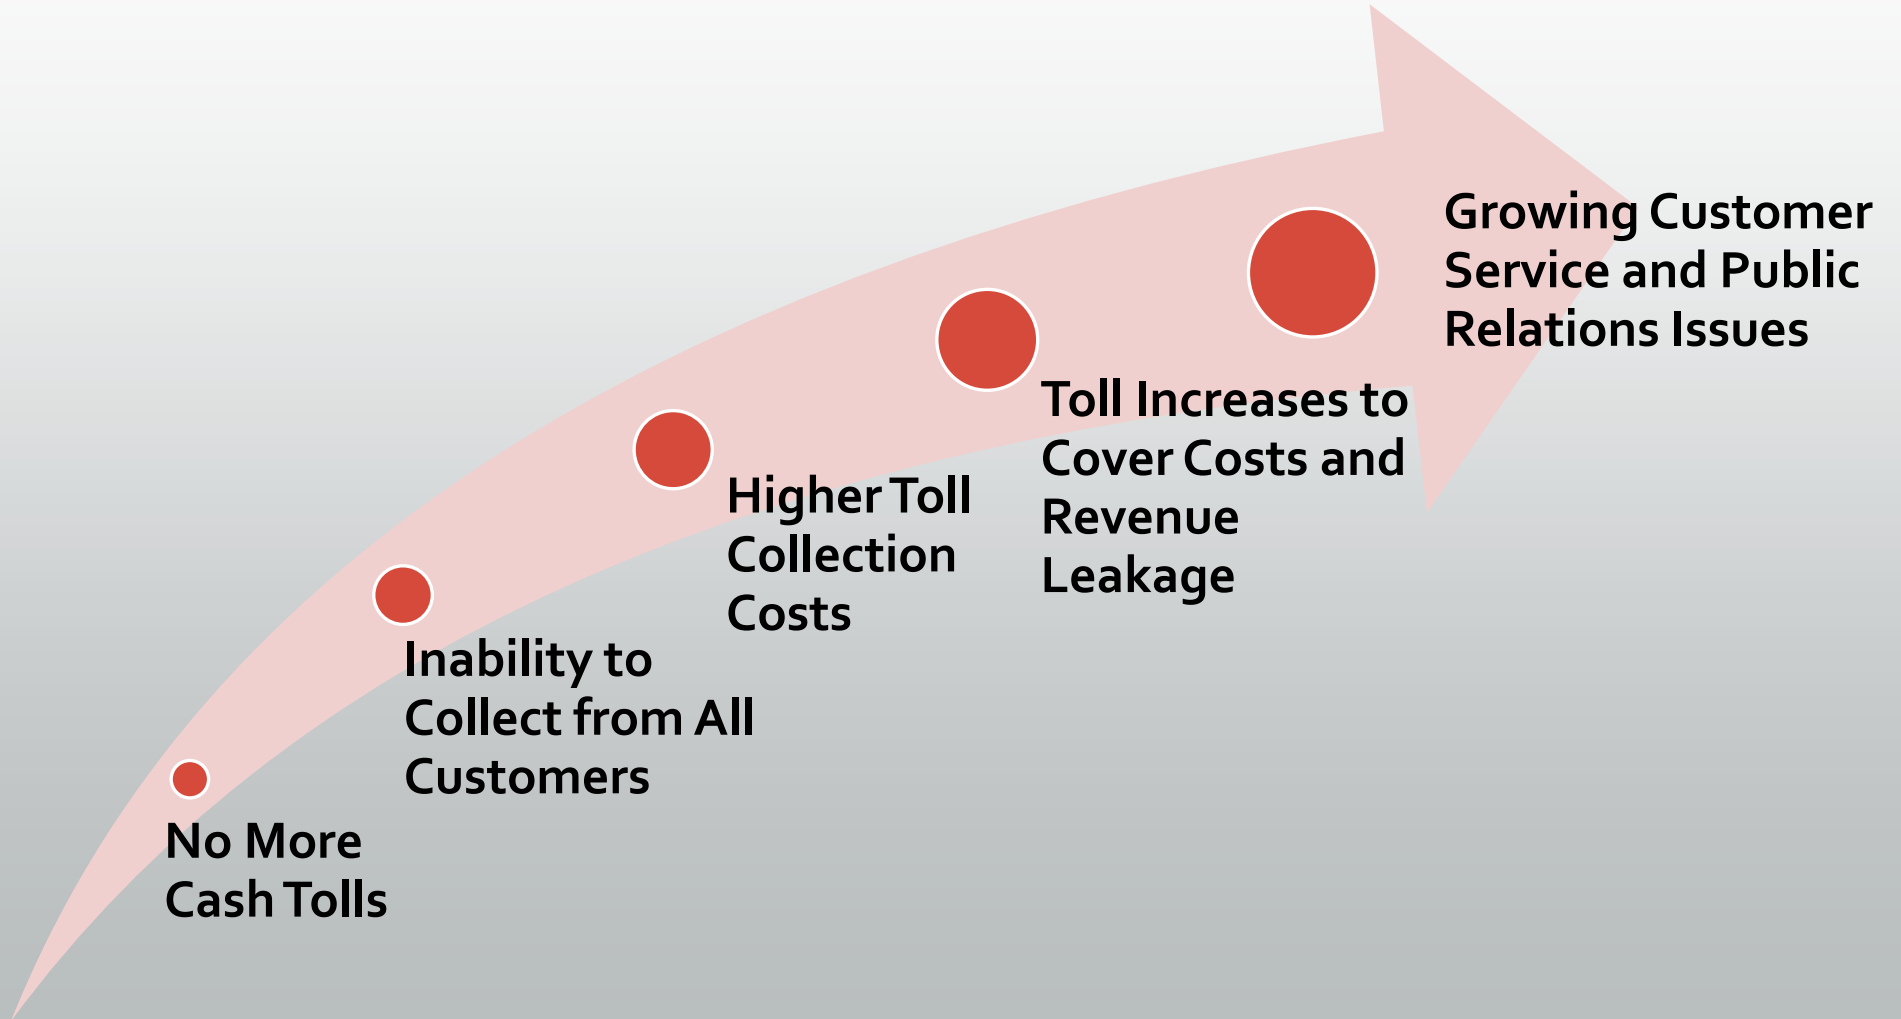 No More
Cash Tolls
Inability to
Collect from All
Customers
Higher Toll
Collection
Costs
Toll Increases to
Cover Costs and
Revenue
Leakage
Growing Customer
Service and Public
Relations Issues